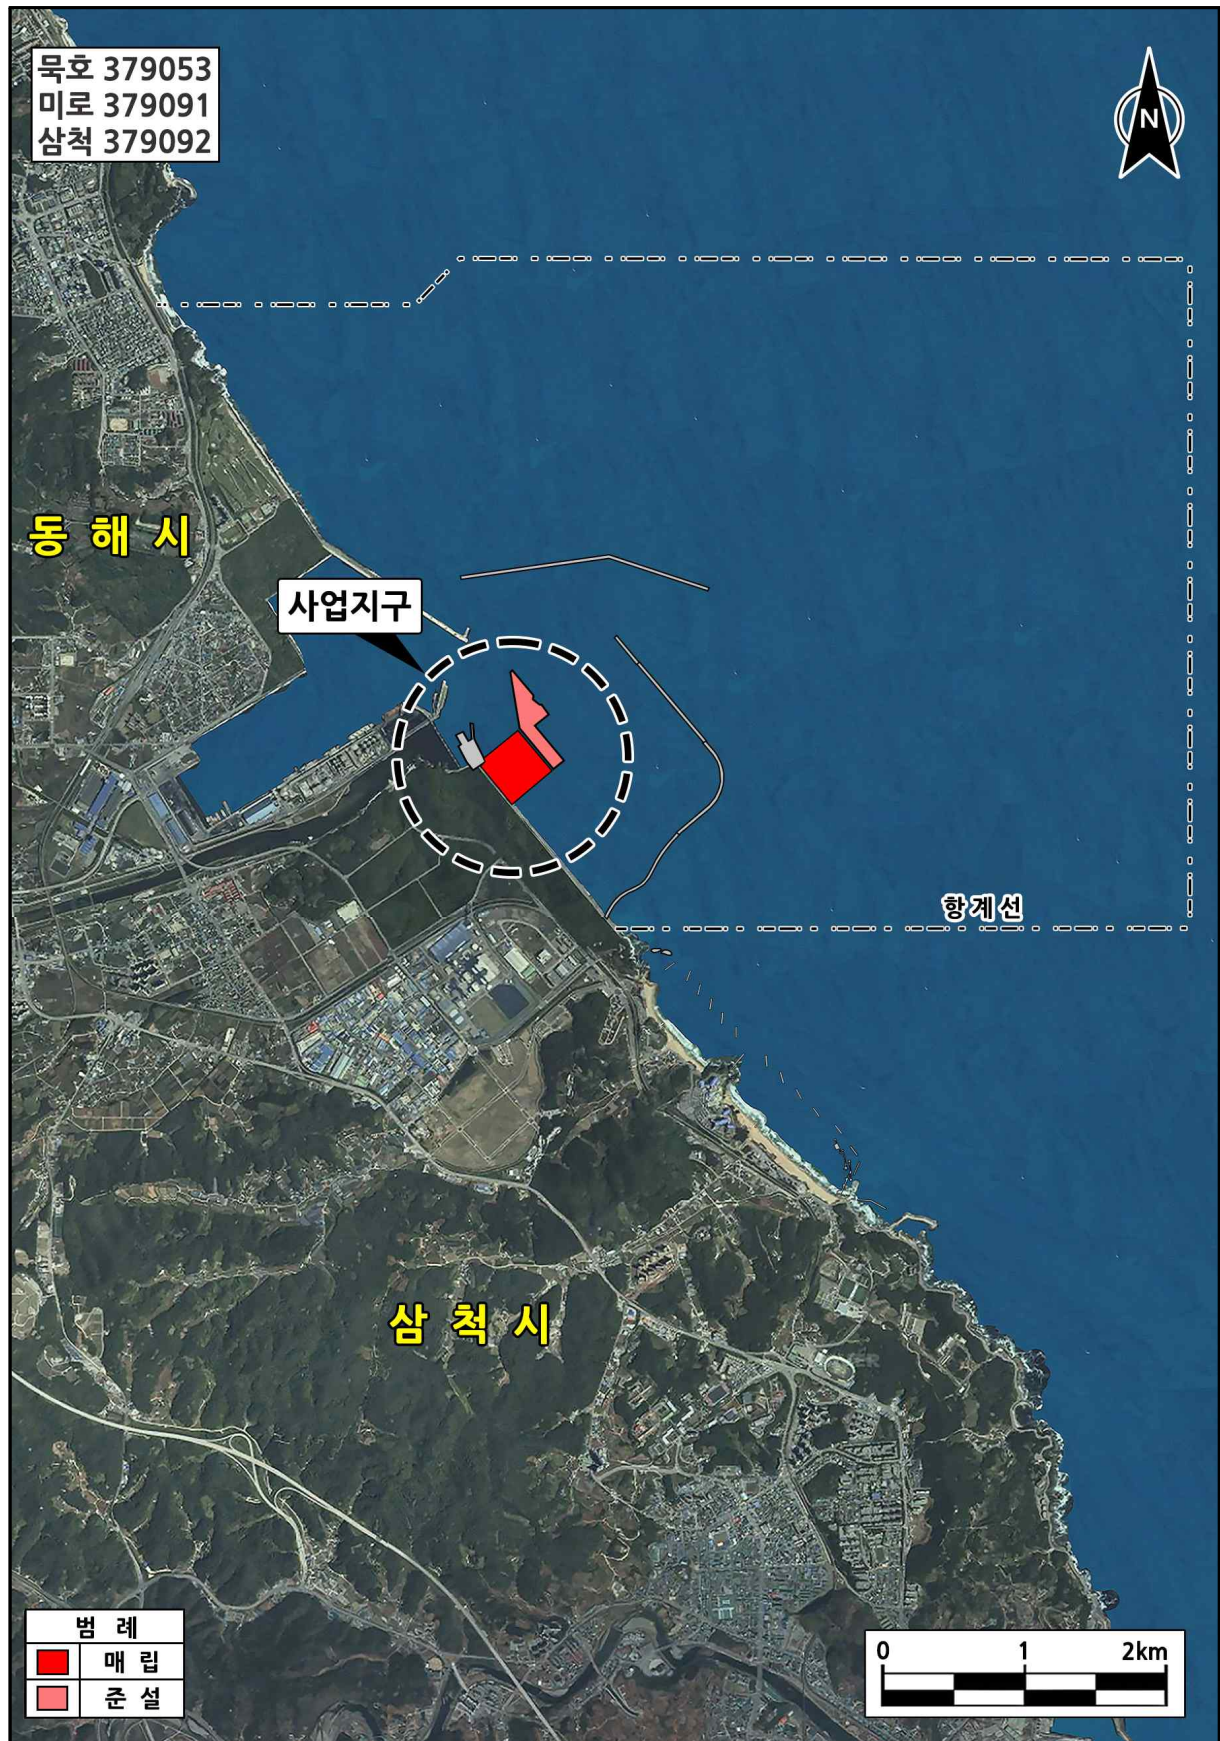 묵호 379053
미로 379091
삼척 379092
N
동 해 시
사업지구
항계선
삼 척 시
범 례
매 립
준 설
0 1 2km